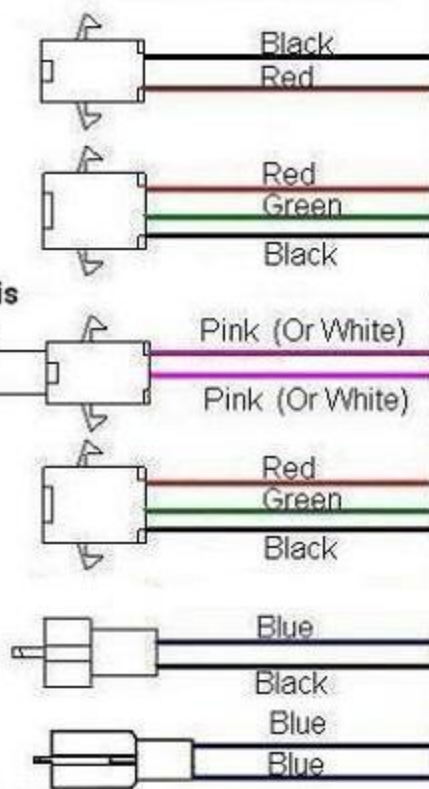 Black
Red
Red
Green
Black
is
Pink (Or White)
Pink (Or White)
Red
Green
Black
Blue
Black
Blue
Blue